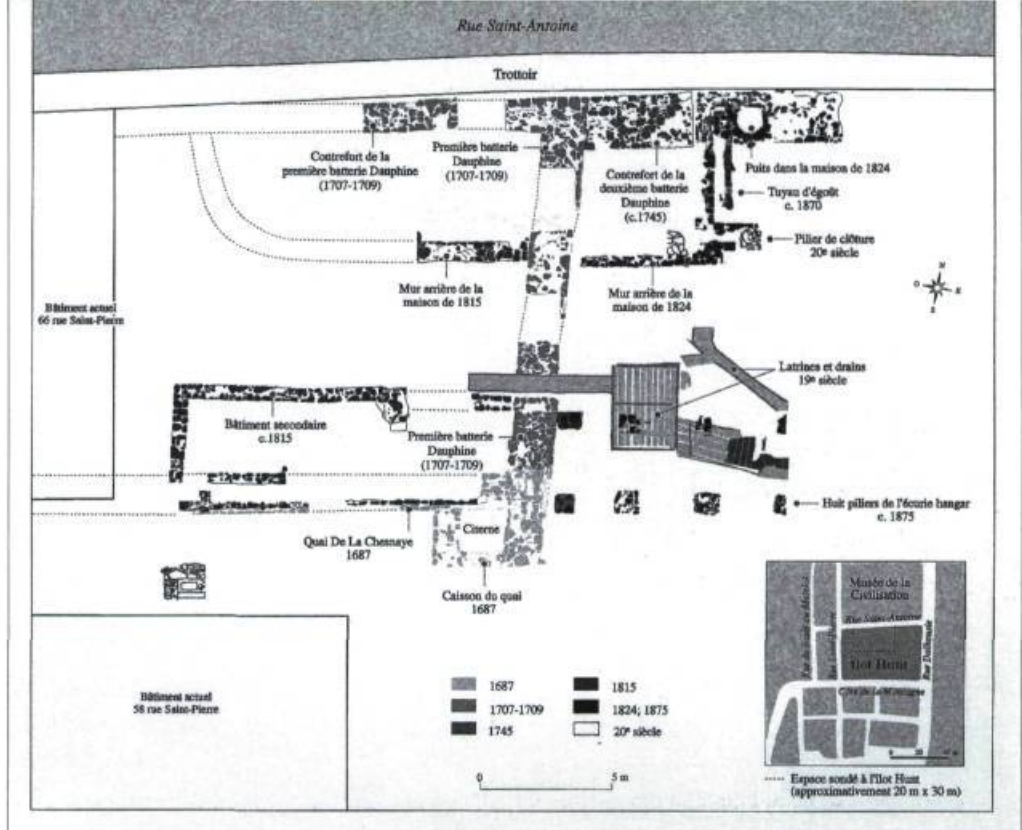 Rue Saint-Antoine
Trottoir
Contrefort de la
première batterie Dauphine
(1707-1709)
Première batterie
Dauphine
(1707-1709)
Contrefort de la
deuxième batterie
Dauphine
(c.1745)
Puits dans la maison de 1824
Tuyau d'égoût
c. 1870
Pilier de clôture
20e siècle
Mur arrière de la
maison de 1815
Mur arrière de la
maison de 1824
N
O
E
S
Bâtiment actuel
66 rue Saint-Pierre
Latrines et drains
19e siècle
Bâtiment secondaire
c.1815
Première batterie
Dauphine
(1707-1709)
Huit piliers de l'écurie hangar
c. 1875
Citerne
Quai De La Chesnaye
1687
Caisson du quai
1687
Bâtiment actuel
58 rue Saint-Pierre
1687
1707-1709
1745
1815
1824; 1875
20e siècle
0
5 m
Musée de la
Civilisation
Rue Saint-Antoine
Rue Saint-Pierre
Rue Dalhousie
Ilot Hunt
Côte de la Montagne
0
Espace sondé à l'îlot Hunt
(approximativement 20 m x 30 m)